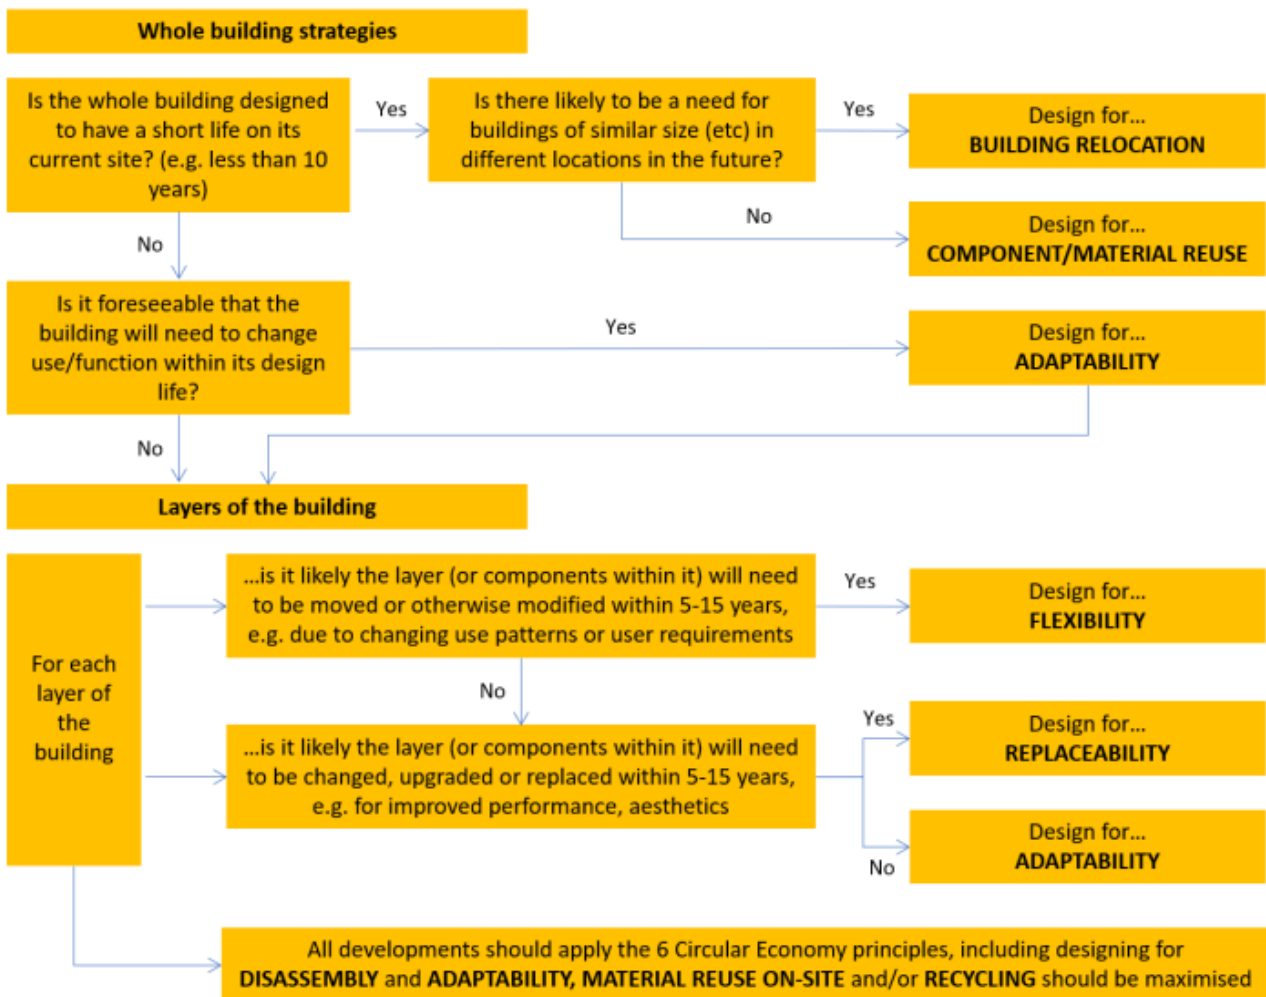 Whole building strategies
Is the whole building designed
to have a short life on its
current site? (e.g. less than 10
years)
Yes
Is there likely to be a need for
buildings of similar size (etc) in
different locations in the future?
Yes
Design for...
BUILDING RELOCATION
No
Design for...
COMPONENT/MATERIAL REUSE
No
Is it foreseeable that the
building will need to change
use/function within its design
life?
Yes
Design for...
ADAPTABILITY
No
Layers of the building
For each
layer of
the
building
...is it likely the layer (or components within it) will need
to be moved or otherwise modified within 5-15 years,
e.g. due to changing use patterns or user requirements
Yes
Design for...
FLEXIBILITY
No
...is it likely the layer (or components within it) will need
to be changed, upgraded or replaced within 5-15 years,
e.g. for improved performance, aesthetics
Yes
Design for...
REPLACEABILITY
No
Design for...
ADAPTABILITY
All developments should apply the 6 Circular Economy principles, including designing for
DISASSEMBLY and ADAPTABILITY, MATERIAL REUSE ON-SITE and/or RECYCLING should be maximised